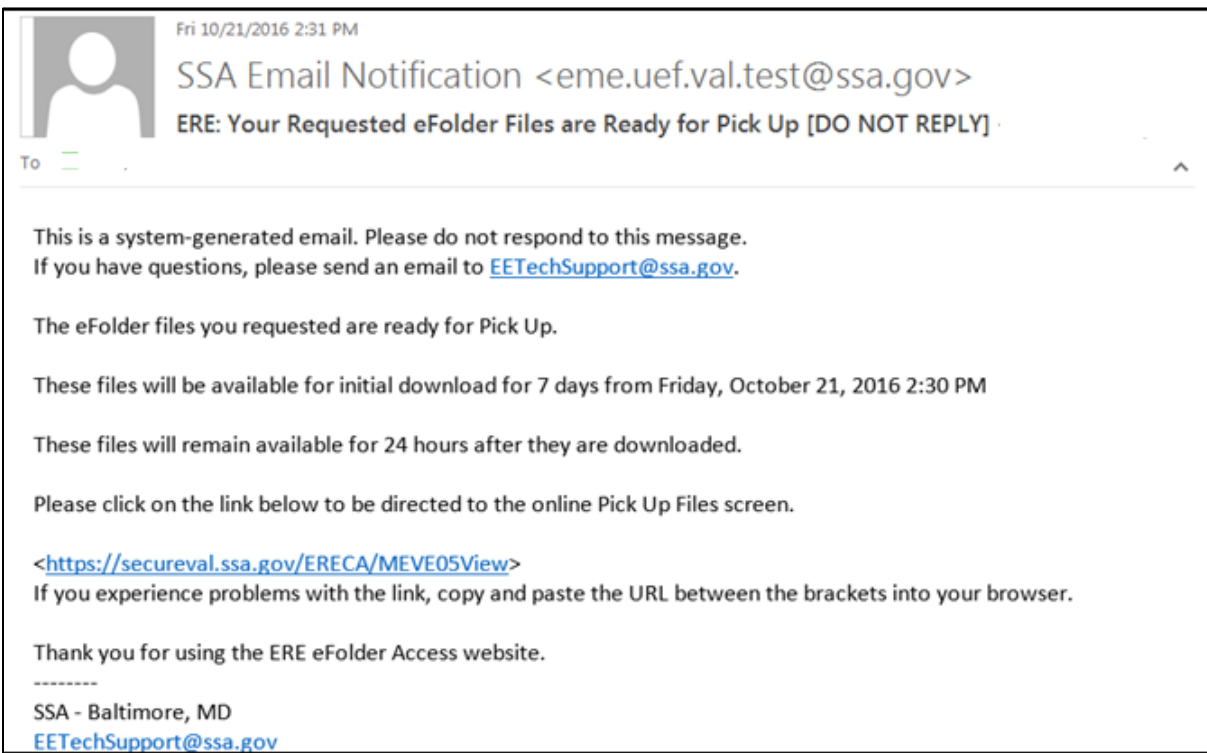 Fri 10/21/2016 2:31 PM
SSA Email Notification <eme.uef.val.test@ssa.gov>
ERE: Your Requested eFolder Files are Ready for Pick Up [DO NOT REPLY]
To
This is a system-generated email. Please do not respond to this message.
If you have questions, please send an email to EETechSupport@ssa.gov.
The eFolder files you requested are ready for Pick Up.
These files will be available for initial download for 7 days from Friday, October 21, 2016 2:30 PM
These files will remain available for 24 hours after they are downloaded.
Please click on the link below to be directed to the online Pick Up Files screen.
<https://secureval.ssa.gov/ERECA/MEVE05View>
If you experience problems with the link, copy and paste the URL between the brackets into your browser.
Thank you for using the ERE eFolder Access website.
--------
SSA - Baltimore, MD
EETechSupport@ssa.gov